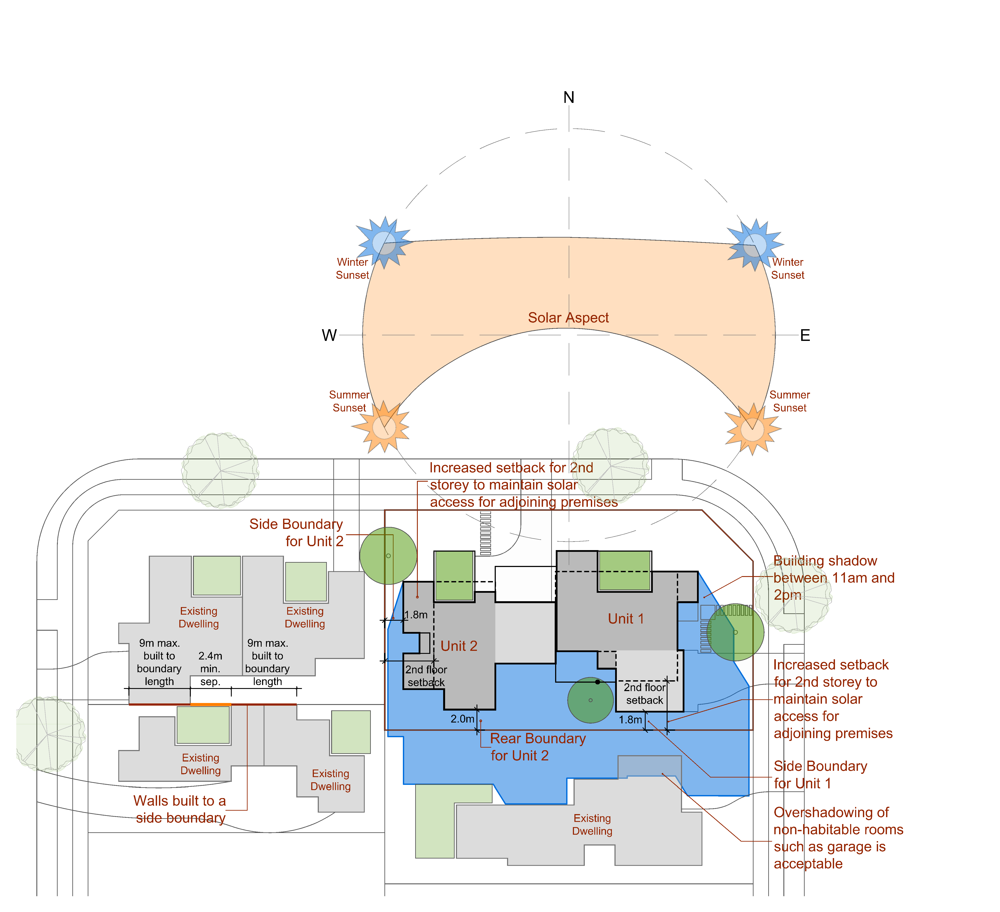 N
Winter
Sunset
Winter
Sunset
Solar Aspect
W
E
Summer
Sunset
Summer
Sunset
Increased setback for 2nd
storey to maintain solar
access for adjoining premises
Side Boundary
for Unit 2
Building shadow
between 11am and
2pm
Existing
Dwelling
Existing
Dwelling
1.8m
Unit 1
Unit 2
9m max.
built to
boundary
length
2.4m
min.
sep.
9m max.
built to
boundary
length
2nd floor
setback
2nd floor
setback
Increased setback
for 2nd storey to
maintain solar
access for
adjoining premises
2.0m
1.8m
Rear Boundary
for Unit 2
Existing
Dwelling
Existing
Dwelling
Side Boundary
for Unit 1
Walls built to a
side boundary
Existing
Dwelling
Overshadowing of
non-habitable rooms
such as garage is
acceptable